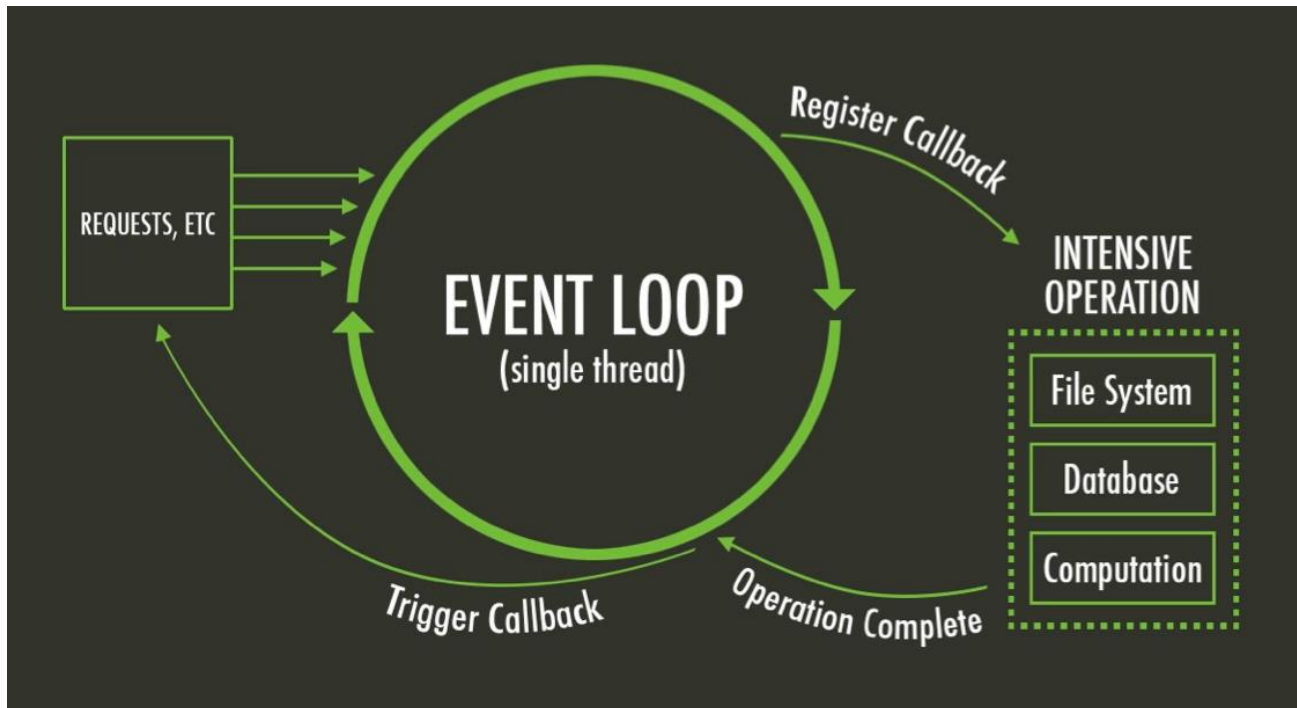 REQUESTS, ETC
EVENT LOOP
(single thread)
Register Callback
INTENSIVE
OPERATION
File System
Database
Computation
Operation Complete
Trigger Callback